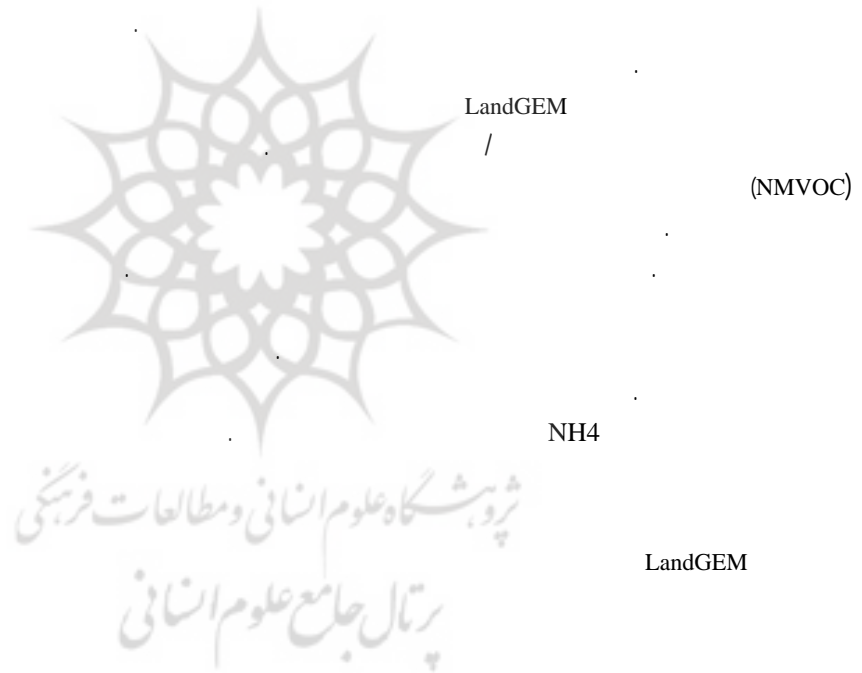 .
.
LandGEM
/
.
(NMVOC)
.
.
.
.
.
NH4
.
پژوهشگاه علوم انسانی و مطالعات فرهنگی
LandGEM
پرتال جامع علوم انسانی